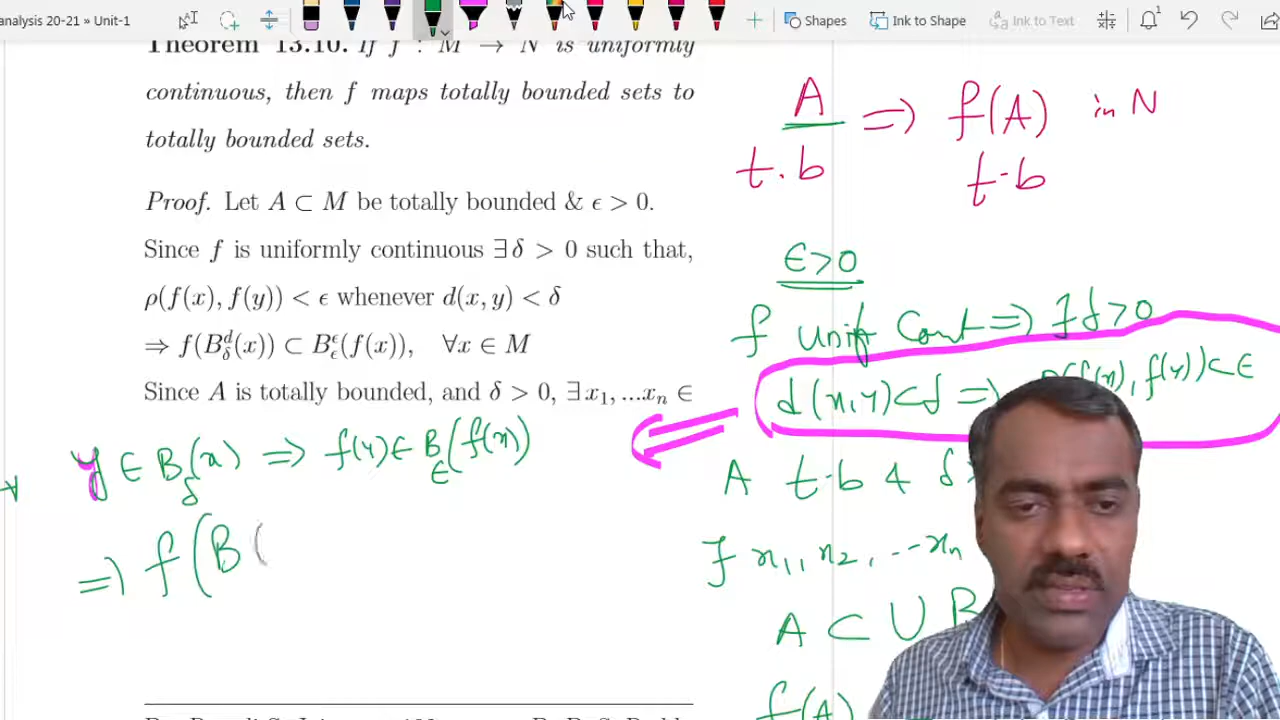 analysis 20-21 » Unit-1
Shapes
Ink to Shape
Ink to Text
Theorem 13.10. If f : M → N is uniformly
continuous, then f maps totally bounded sets to
totally bounded sets.
Proof. Let A ⊂ M be totally bounded & ϵ > 0.
Since f is uniformly continuous ∃ δ > 0 such that,
ρ(f(x), f(y)) < ϵ whenever d(x, y) < δ
⇒ f(B_δ^d(x)) ⊂ B_ϵ^ϵ(f(x)), ∀x ∈ M
Since A is totally bounded, and δ > 0, ∃ x₁, ...xₙ ∈
∀ y ∈ B_δ(x) ⇒ f(y) ∈ B_ϵ(f(x))
⇒ f(B(
A ⇒ f(A) in N
t.b t.b
ϵ>0
f unif Cont ⇒ ∃ δ>0
d(x,y)<δ ⇒ f(x), f(y))<ϵ
A t.b & δ
∃ x₁, x₂, ...xₙ
A ⊂ ∪ B
f(A)